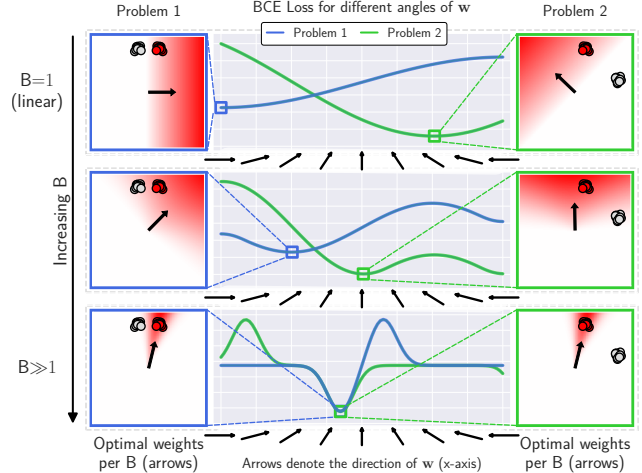 Problem 1
BCE Loss for different angles of w
Problem 2
Problem 1
Problem 2
B=1
(linear)
Increasing B
B≫1
Optimal weights
per B (arrows)
Arrows denote the direction of w (x-axis)
Optimal weights
per B (arrows)